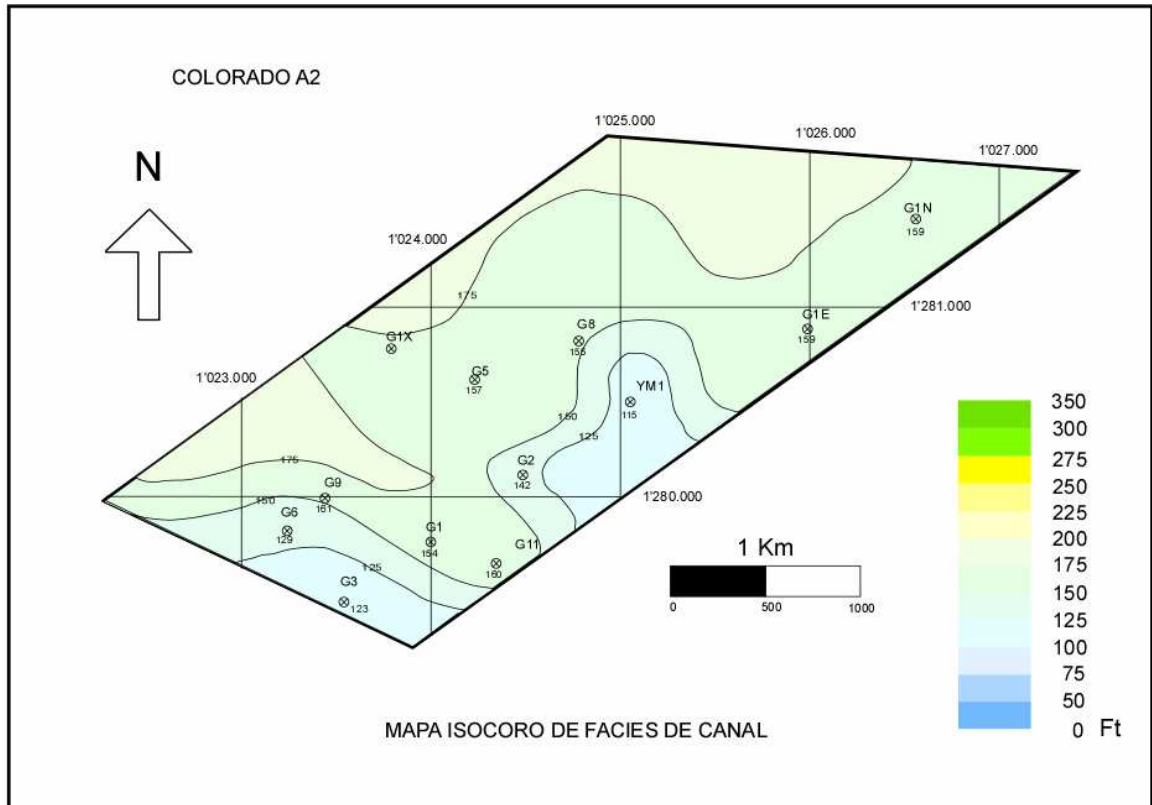 COLORADO A2
N
1'025.000
1'026.000
1'027.000
G1N
159
1'024.000
175
1'281.000
G1E
159
G8
155
G1X
G5
157
1'023.000
YM1
115
150
125
G2
142
175
G9
161
150
1'280.000
G6
129
G1
154
G11
160
125
G3
123
1 Km
0 500 1000
350
300
275
250
225
200
175
150
125
100
75
50
0 Ft
MAPA ISOCORO DE FACIES DE CANAL